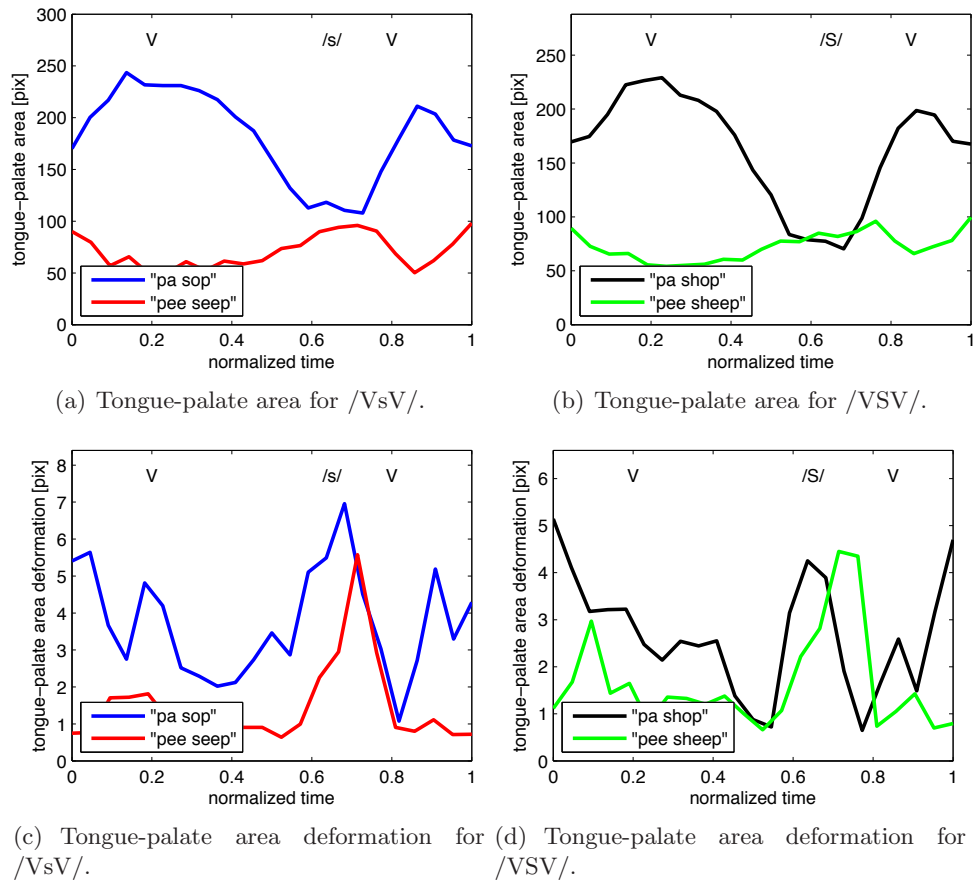 300
250
200
150
100
50
0
tongue−palate area [pix]
V /s/ V
"pa sop"
"pee seep"
0 0.2 0.4 0.6 0.8 1
normalized time
(a) Tongue-palate area for /VsV/.
250
200
150
100
50
0
tongue−palate area [pix]
V /S/ V
"pa shop"
"pee sheep"
0 0.2 0.4 0.6 0.8 1
normalized time
(b) Tongue-palate area for /VSV/.
8
7
6
5
4
3
2
1
0
tongue−palate area deformation [pix]
V /s/ V
"pa sop"
"pee seep"
0 0.2 0.4 0.6 0.8 1
normalized time
(c) Tongue-palate area deformation for
/VsV/.
6
5
4
3
2
1
0
tongue−palate area deformation [pix]
V /S/ V
"pa shop"
"pee sheep"
0 0.2 0.4 0.6 0.8 1
normalized time
(d) Tongue-palate area deformation for
/VSV/.